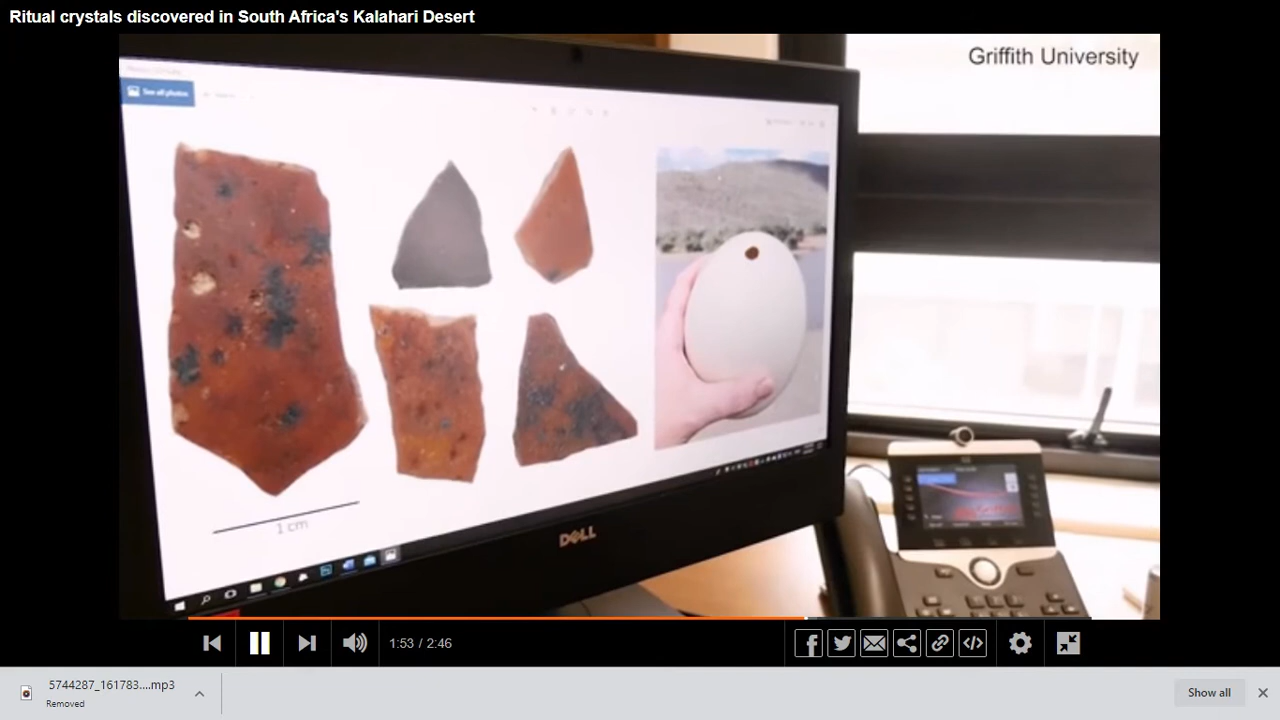 Ritual crystals discovered in South Africa's Kalahari Desert
Griffith University
See all photos
1 cm
DELL
1:53 / 2:46
5744287_161783....mp3
Removed
Show all